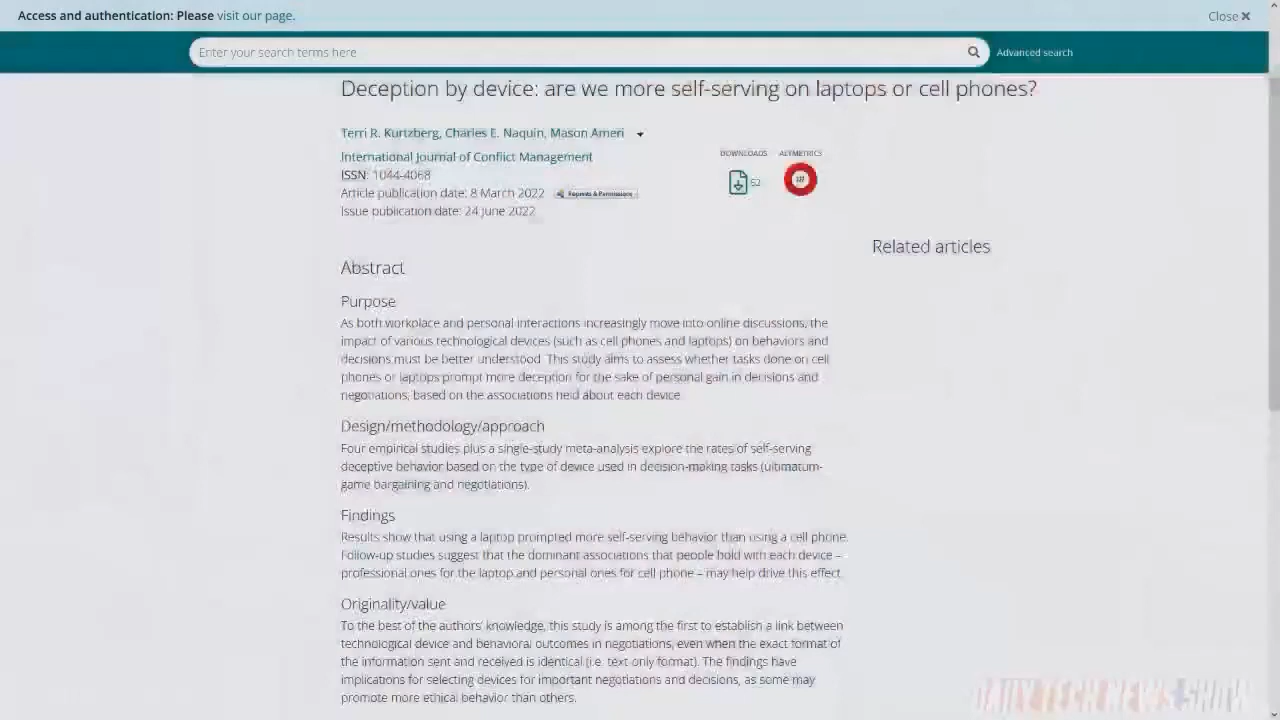 Access and authentication: Please visit our page.
Close ×
Enter your search terms here
Advanced search
Deception by device: are we more self-serving on laptops or cell phones?
Terri R. Kurtzberg, Charles E. Naquin, Mason Ameri
International Journal of Conflict Management
ISSN: 1044-4068
Article publication date: 8 March 2022
Reprints & Permissions
Issue publication date: 24 June 2022
DOWNLOADS
ALTMETRICS
Related articles
Abstract
Purpose
As both workplace and personal interactions increasingly move into online discussions, the
impact of various technological devices (such as cell phones and laptops) on behaviors and
decisions must be better understood. This study aims to assess whether tasks done on cell
phones or laptops prompt more deception for the sake of personal gain in decisions and
negotiations, based on the associations held about each device.
Design/methodology/approach
Four empirical studies plus a single-study meta-analysis explore the rates of self-serving
deceptive behavior based on the type of device used in decision-making tasks (ultimatum-
game bargaining and negotiations).
Findings
Results show that using a laptop prompted more self-serving behavior than using a cell phone.
Follow-up studies suggest that the dominant associations that people hold with each device –
professional ones for the laptop and personal ones for cell phone – may help drive this effect.
Originality/value
To the best of the authors' knowledge, this study is among the first to establish a link between
technological device and behavioral outcomes in negotiations, even when the exact format of
the information sent and received is identical (i.e. text-only format). The findings have
implications for selecting devices for important negotiations and decisions, as some may
promote more ethical behavior than others.
DAILY TECH NEWS SHOW